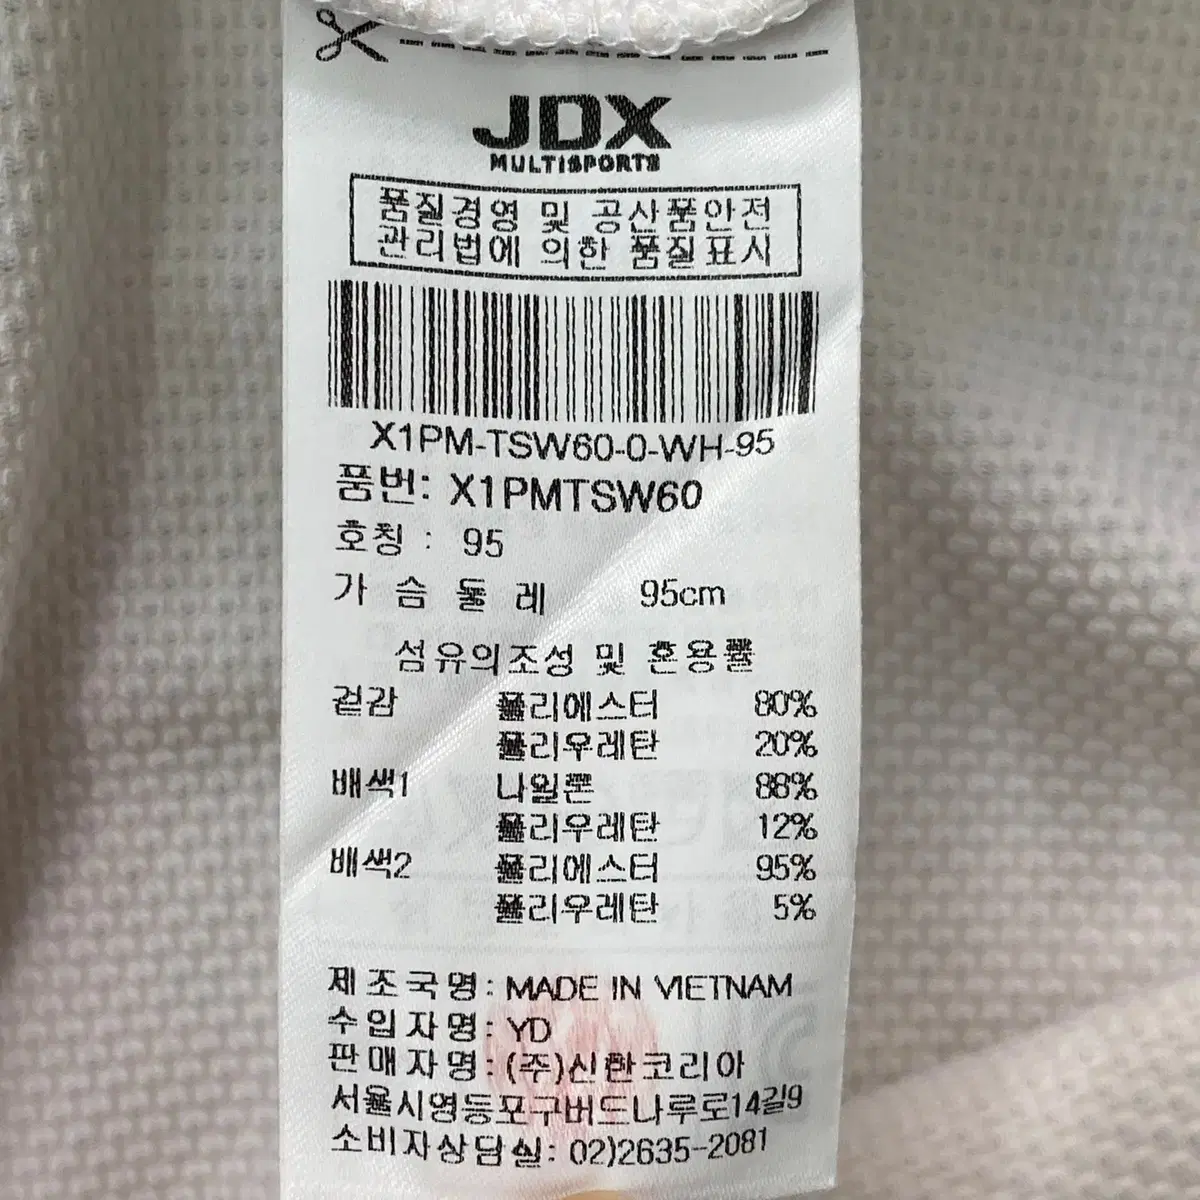 JDX
MULTISPORTS
품질경영 및 공산품안전
관리법에 의한 품질표시
X1PM-TSW60-0-WH-95
품번: X1PMTSW60
호칭 : 95
가 슴 둘 레 95cm
섬유의조성 및 혼용률
겉감 폴리에스터 80%
폴리우레탄 20%
배색1 나일론 88%
폴리우레탄 12%
배색2 폴리에스터 95%
폴리우레탄 5%
제조국명: MADE IN VIETNAM
수입자명: YD
판매자명: (주)신한코리아
서울시영등포구버드나루로14길9
소비자상담실: 02)2635-2081